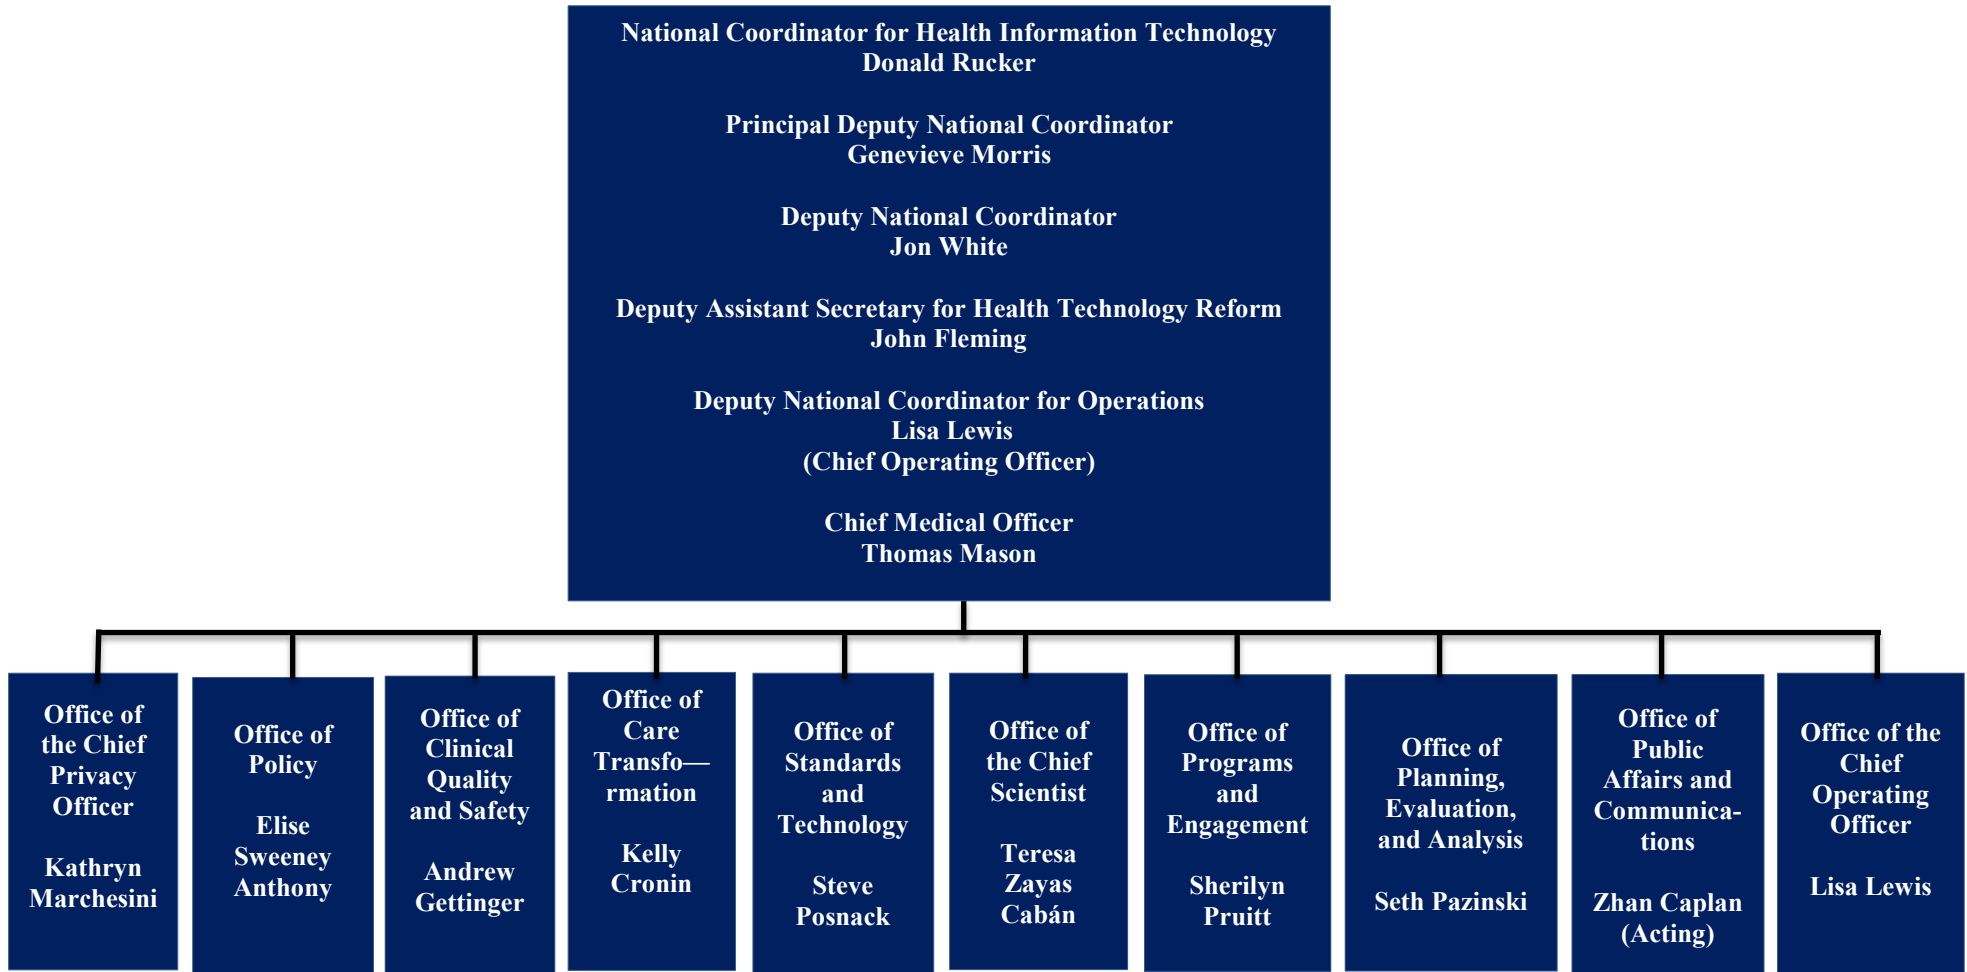 National Coordinator for Health Information Technology
Donald Rucker
Principal Deputy National Coordinator
Genevieve Morris
Deputy National Coordinator
Jon White
Deputy Assistant Secretary for Health Technology Reform
John Fleming
Deputy National Coordinator for Operations
Lisa Lewis
(Chief Operating Officer)
Chief Medical Officer
Thomas Mason
Office of
the Chief
Privacy
Officer
Kathryn
Marchesini
Office of
Policy
Elise
Sweeney
Anthony
Office of
Clinical
Quality
and Safety
Andrew
Gettinger
Office of
Care
Transfo—
rmation
Kelly
Cronin
Office of
Standards
and
Technology
Steve
Posnack
Office of
the Chief
Scientist
Teresa
Zayas
Cabán
Office of
Programs
and
Engagement
Sherilyn
Pruitt
Office of
Planning,
Evaluation,
and Analysis
Seth Pazinski
Office of
Public
Affairs and
Communica-
tions
Zhan Caplan
(Acting)
Office of the
Chief
Operating
Officer
Lisa Lewis